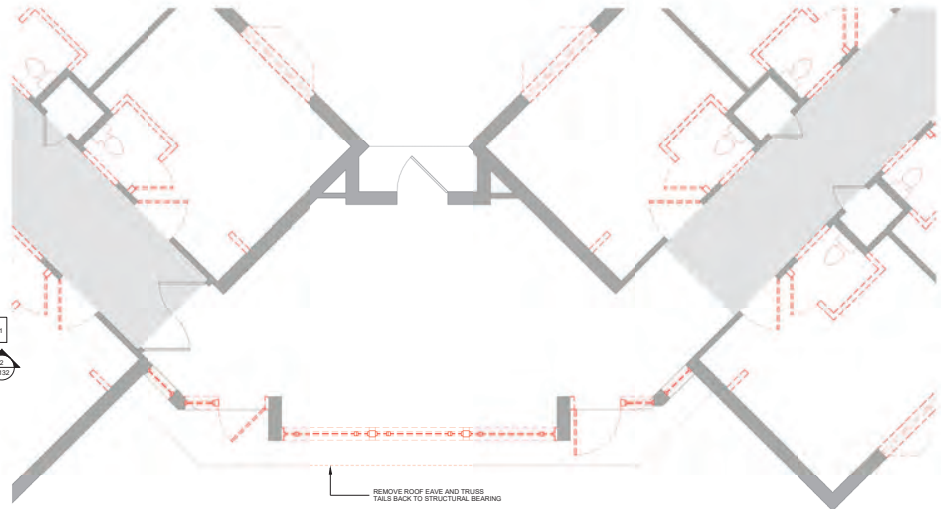 REMOVE ROOF EAVE AND TRUSS
TAILS BACK TO STRUCTURAL BEARING